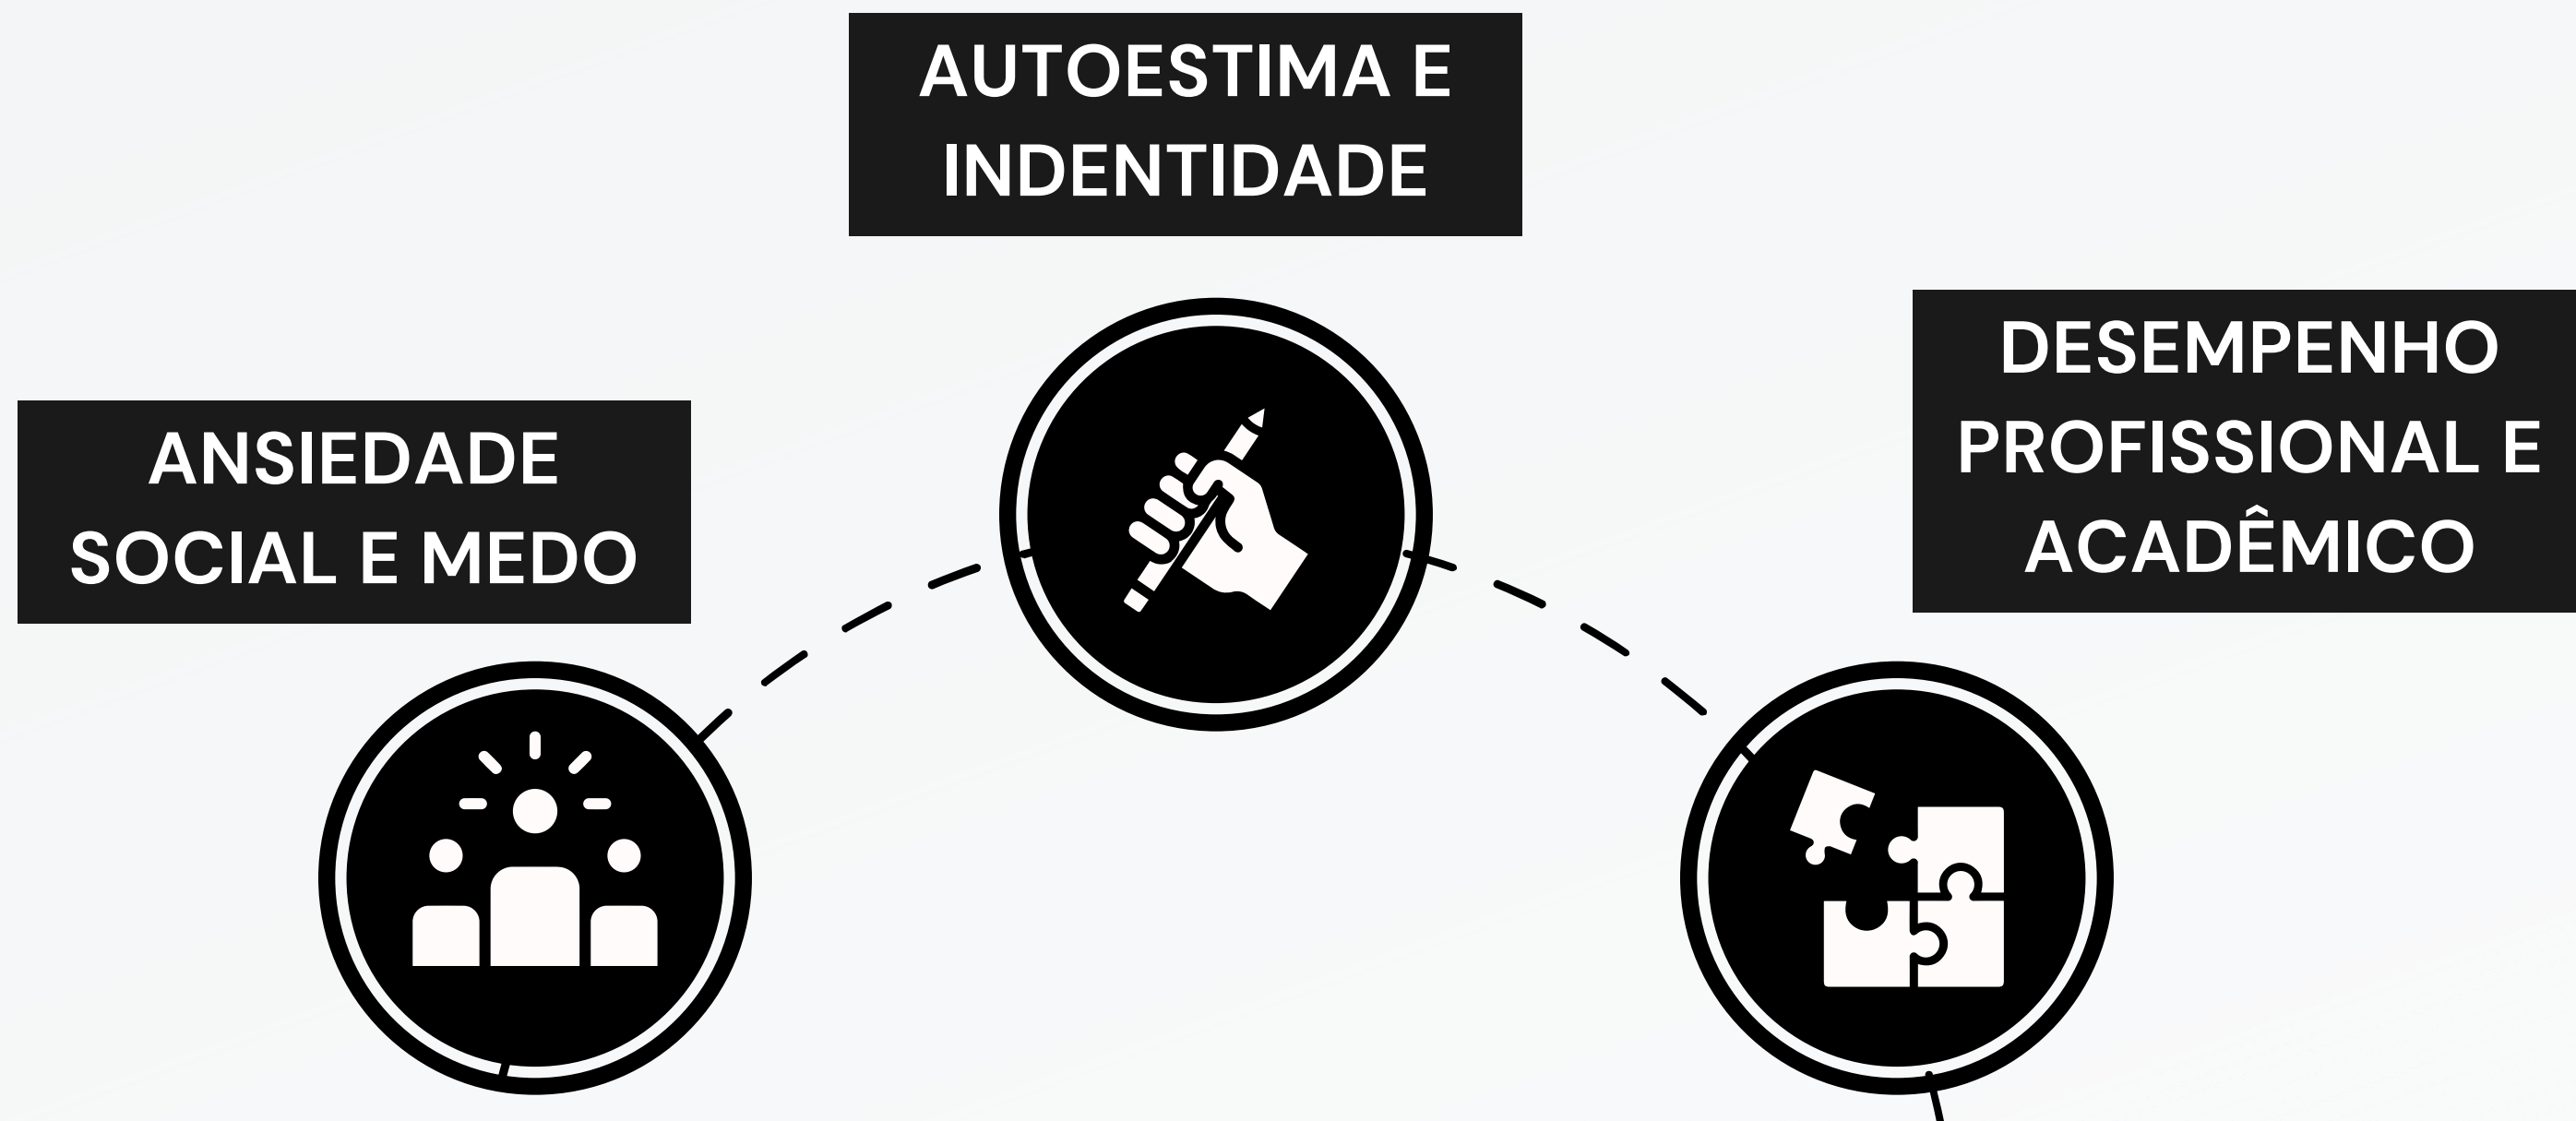 AUTOESTIMA E
INDENTIDADE
ANSIEDADE
SOCIAL E MEDO
DESEMPENHO
PROFISSIONAL E
ACADÊMICO